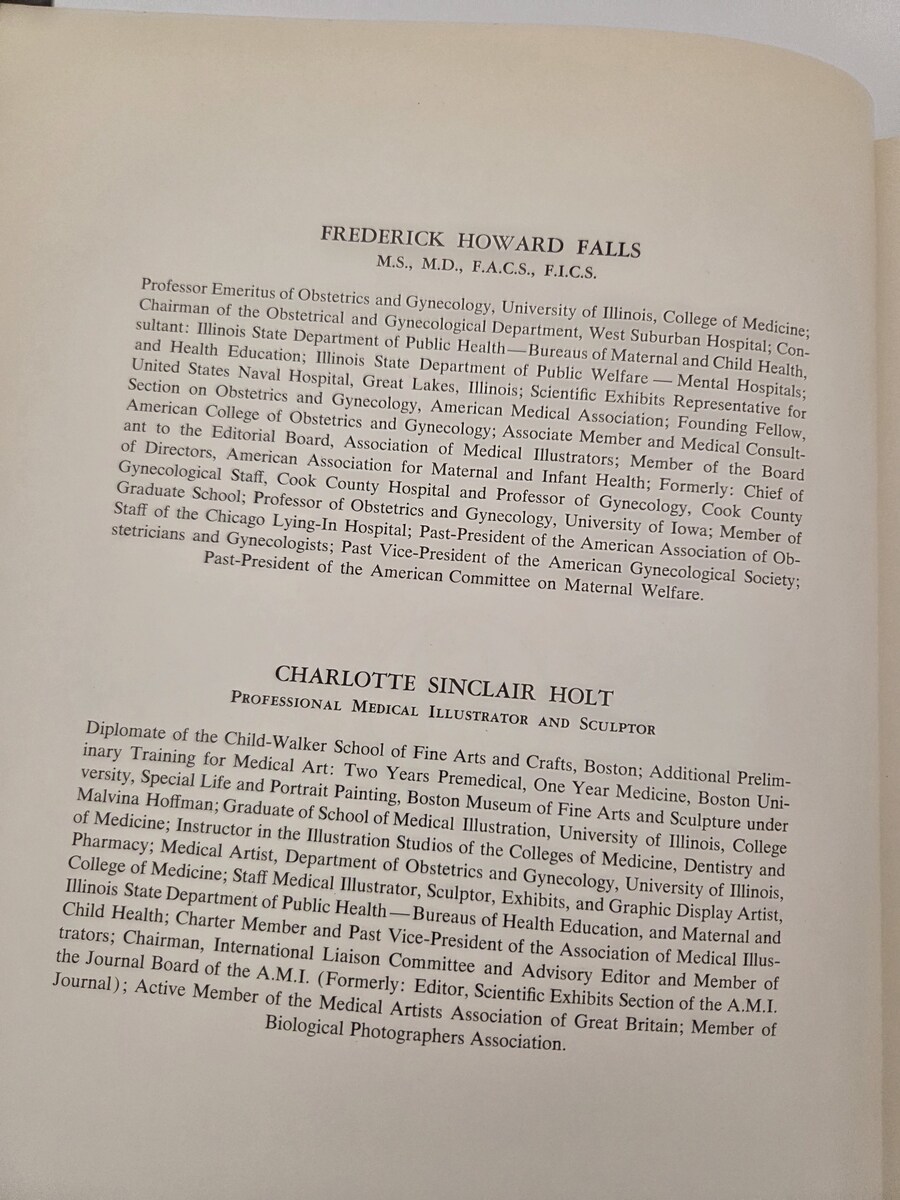 FREDERICK HOWARD FALLS
M.S., M.D., F.A.C.S., F.I.C.S.
Professor Emeritus of Obstetrics and Gynecology, University of Illinois, College of Medicine;
Chairman of the Obstetrical and Gynecological Department, West Suburban Hospital; Con-
sultant: Illinois State Department of Public Health—Bureaus of Maternal and Child Health,
and Health Education; Illinois State Department of Public Welfare — Mental Hospitals;
United States Naval Hospital, Great Lakes, Illinois; Scientific Exhibits Representative for
Section on Obstetrics and Gynecology, American Medical Association; Founding Fellow,
American College of Obstetrics and Gynecology; Associate Member and Medical Consult-
ant to the Editorial Board, Association of Medical Illustrators; Member of the Board
of Directors, American Association for Maternal and Infant Health; Formerly: Chief of
Gynecological Staff, Cook County Hospital and Professor of Gynecology, Cook County
Graduate School; Professor of Obstetrics and Gynecology, University of Iowa; Member of
Staff of the Chicago Lying-In Hospital; Past-President of the American Association of Ob-
stetricians and Gynecologists; Past Vice-President of the American Gynecological Society;
Past-President of the American Committee on Maternal Welfare.
CHARLOTTE SINCLAIR HOLT
PROFESSIONAL MEDICAL ILLUSTRATOR AND SCULPTOR
Diplomate of the Child-Walker School of Fine Arts and Crafts, Boston; Additional Prelim-
inary Training for Medical Art: Two Years Premedical, One Year Medicine, Boston Uni-
versity, Special Life and Portrait Painting, Boston Museum of Fine Arts and Sculpture under
Malvina Hoffman; Graduate of School of Medical Illustration, University of Illinois, College
of Medicine; Instructor in the Illustration Studios of the Colleges of Medicine, Dentistry and
Pharmacy; Medical Artist, Department of Obstetrics and Gynecology, University of Illinois,
College of Medicine; Staff Medical Illustrator, Sculptor, Exhibits, and Graphic Display Artist,
Illinois State Department of Public Health—Bureaus of Health Education, and Maternal and
Child Health; Charter Member and Past Vice-President of the Association of Medical Illus-
trators; Chairman, International Liaison Committee and Advisory Editor and Member of
the Journal Board of the A.M.I. (Formerly: Editor, Scientific Exhibits Section of the A.M.I.
Journal); Active Member of the Medical Artists Association of Great Britain; Member of
Biological Photographers Association.